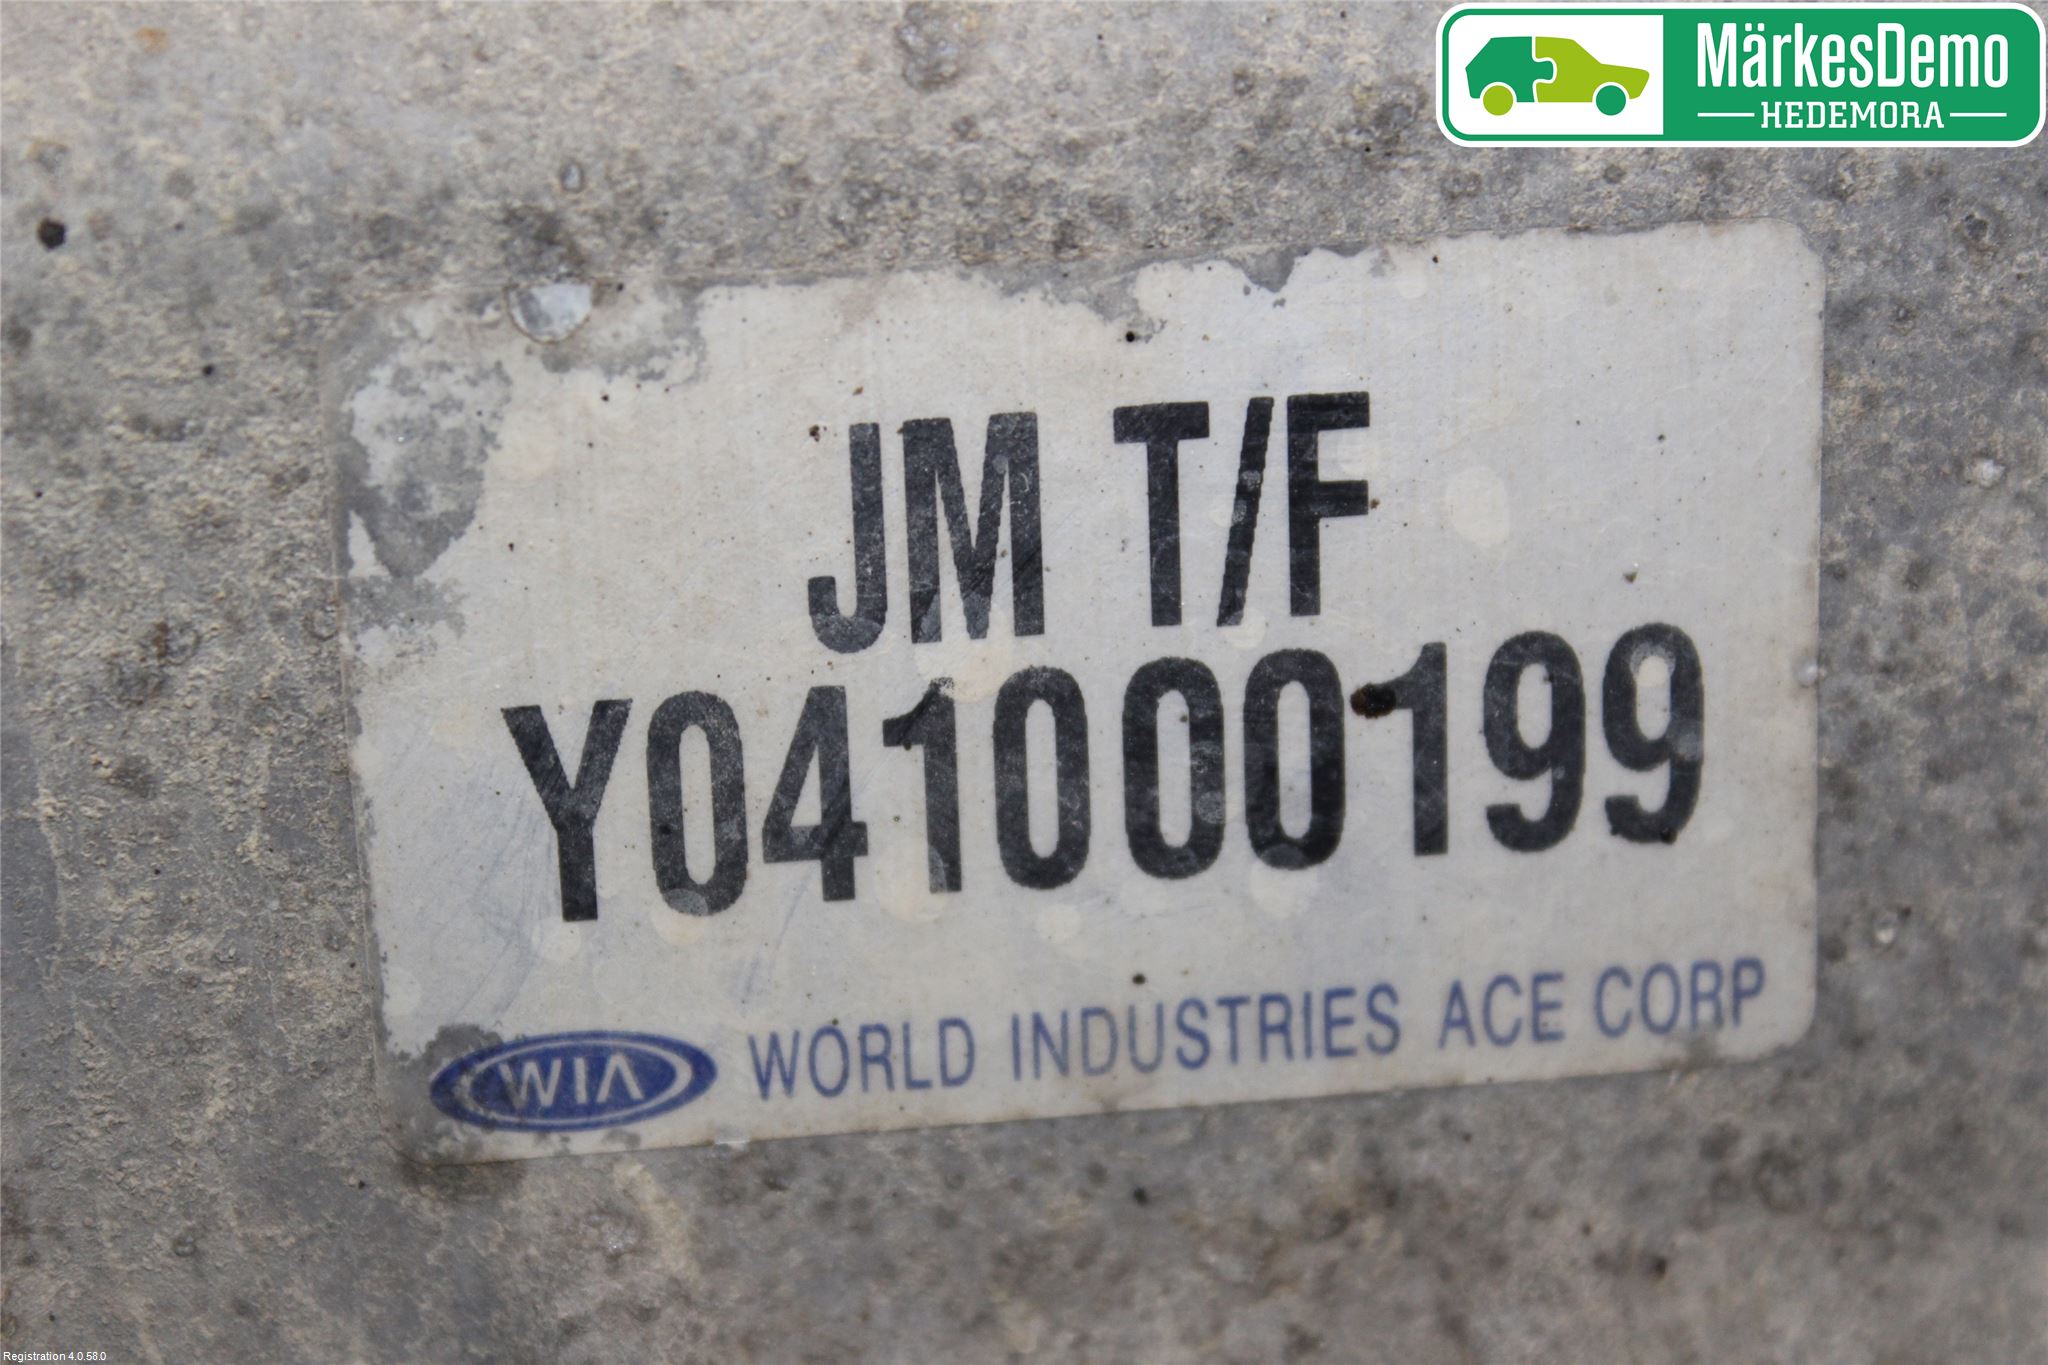 MärkesDemo
HEDEMORA
JM T/F
Y041000199
WIA WORLD INDUSTRIES ACE CORP
Registration 4.0.58.0